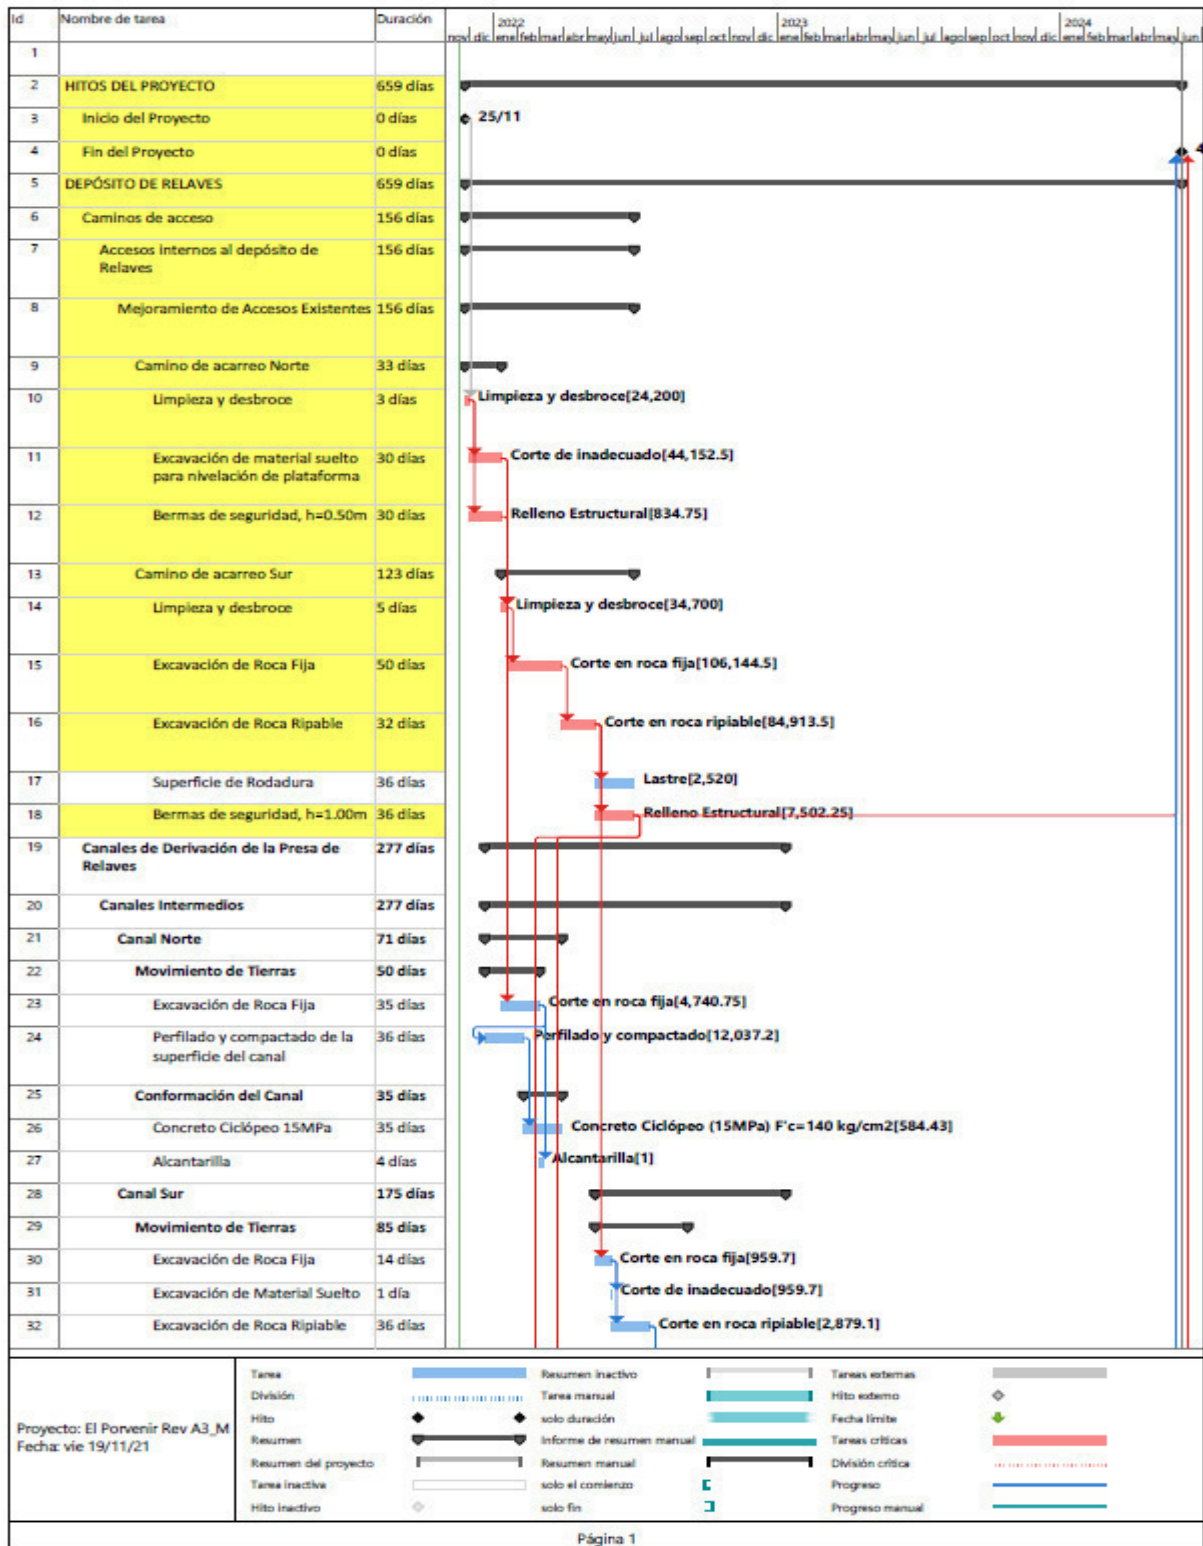 Id Nombre de tarea Duración 2022 2023 2024
nov dic ene feb mar abr may jun jul ago sep oct nov dic ene feb mar abr may jun jul ago sep oct nov dic ene feb mar abr may jun
1
2 HITOS DEL PROYECTO 659 días
3 Inicio del Proyecto 0 días 25/11
4 Fin del Proyecto 0 días 4
5 DEPÓSITO DE RELAVES 659 días
6 Caminos de acceso 156 días
7 Accesos internos al depósito de 156 días
Relaves
8 Mejoramiento de Accesos Existentes 156 días
9 Camino de acarreo Norte 33 días
10 Limpieza y desbroce 3 días Limpieza y desbroce[24,200]
11 Excavación de material suelto 30 días Corte de inadecuado[44,152.5]
para nivelación de plataforma
12 Bermas de seguridad, h=0.50m 30 días Relleno Estructural[834.75]
13 Camino de acarreo Sur 123 días
14 Limpieza y desbroce 5 días Limpieza y desbroce[34,700]
15 Excavación de Roca Fija 50 días Corte en roca fija[106,144.5]
16 Excavación de Roca Ripable 32 días Corte en roca ripiable[84,913.5]
17 Superficie de Rodadura 36 días Lastre[2,520]
18 Bermas de seguridad, h=1.00m 36 días Relleno Estructural[7,502.25]
19 Canales de Derivación de la Presa de 277 días
Relaves
20 Canales Intermedios 277 días
21 Canal Norte 71 días
22 Movimiento de Tierras 50 días
23 Excavación de Roca Fija 35 días Corte en roca fija[4,740.75]
24 Perfilado y compactado de la 36 días Perfilado y compactado[12,037.2]
superficie del canal
25 Conformación del Canal 35 días
26 Concreto Ciclópeo 15MPa 35 días Concreto Ciclópeo (15MPa) F'c=140 kg/cm2[584.43]
27 Alcantarilla 4 días Alcantarilla[1]
28 Canal Sur 175 días
29 Movimiento de Tierras 85 días
30 Excavación de Roca Fija 14 días Corte en roca fija[959.7]
31 Excavación de Material Suelto 1 día Corte de inadecuado[959.7]
32 Excavación de Roca Ripiable 36 días Corte en roca ripiable[2,879.1]
Proyecto: El Porvenir Rev A3_M
Fecha: vie 19/11/21
Tarea Resumen inactivo Tareas externas
División Tarea manual Hito externo
Hito solo duración Fecha límite
Resumen Informe de resumen manual Tareas críticas
Resumen del proyecto Resumen manual División crítica
Tarea inactiva solo el comienzo Progreso
Hito inactivo solo fin Progreso manual
Página 1